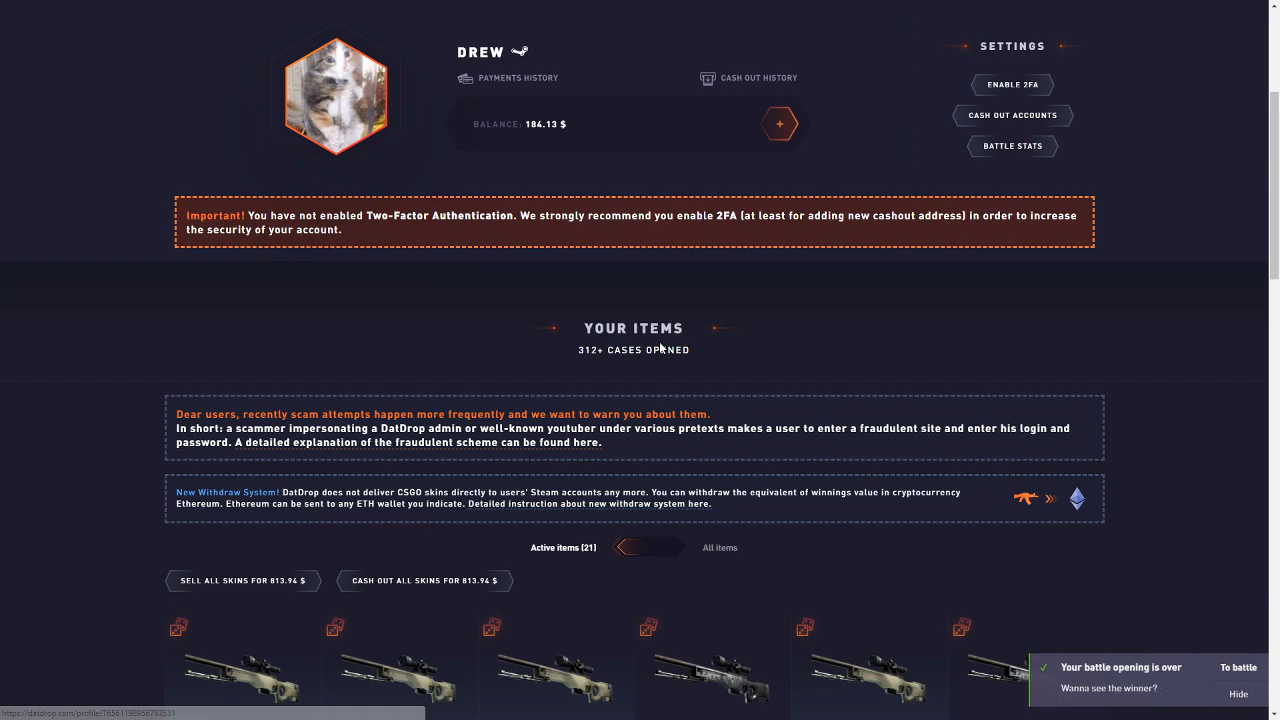 DREW
SETTINGS
PAYMENTS HISTORY
CASH OUT HISTORY
ENABLE 2FA
BALANCE: 184.13 $
+
CASH OUT ACCOUNTS
BATTLE STATS
Important! You have not enabled Two-Factor Authentication. We strongly recommend you enable 2FA (at least for adding new cashout address) in order to increase
the security of your account.
YOUR ITEMS
312+ CASES OPENED
Dear users, recently scam attempts happen more frequently and we want to warn you about them.
In short: a scammer impersonating a DatDrop admin or well-known youtuber under various pretexts makes a user to enter a fraudulent site and enter his login and
password. A detailed explanation of the fraudulent scheme can be found here.
New Withdraw System! DatDrop does not deliver CSGO skins directly to users' Steam accounts any more. You can withdraw the equivalent of winnings value in cryptocurrency
Ethereum. Ethereum can be sent to any ETH wallet you indicate. Detailed instruction about new withdraw system here.
Active items (21)
All items
SELL ALL SKINS FOR 813.94 $
CASH OUT ALL SKINS FOR 813.94 $
Your battle opening is over
To battle
Wanna see the winner?
Hide
https://datdrop.com/profile/76561198956783531